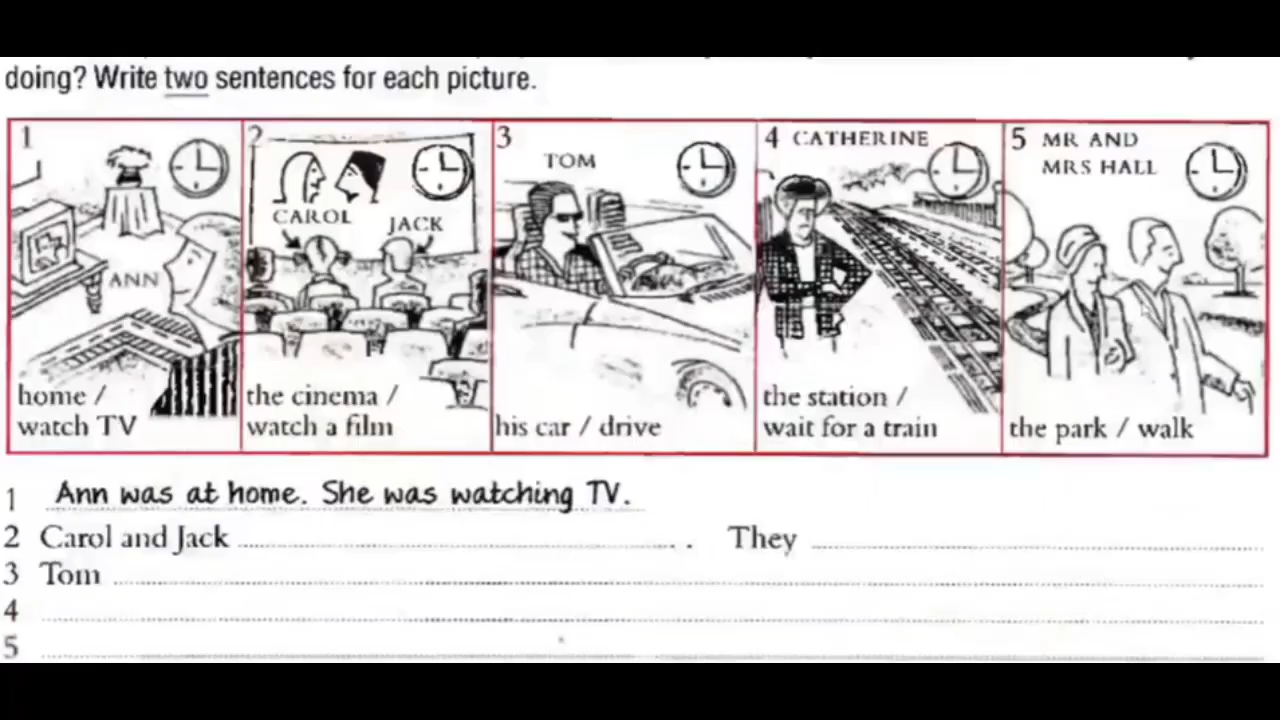 doing? Write two sentences for each picture.
1
ANN
home /
watch TV
2
CAROL
JACK
the cinema /
watch a film
3
TOM
his car / drive
4 CATHERINE
the station /
wait for a train
5 MR AND
MRS HALL
the park / walk
1 Ann was at home. She was watching TV.
2 Carol and Jack . They
3 Tom
4
5